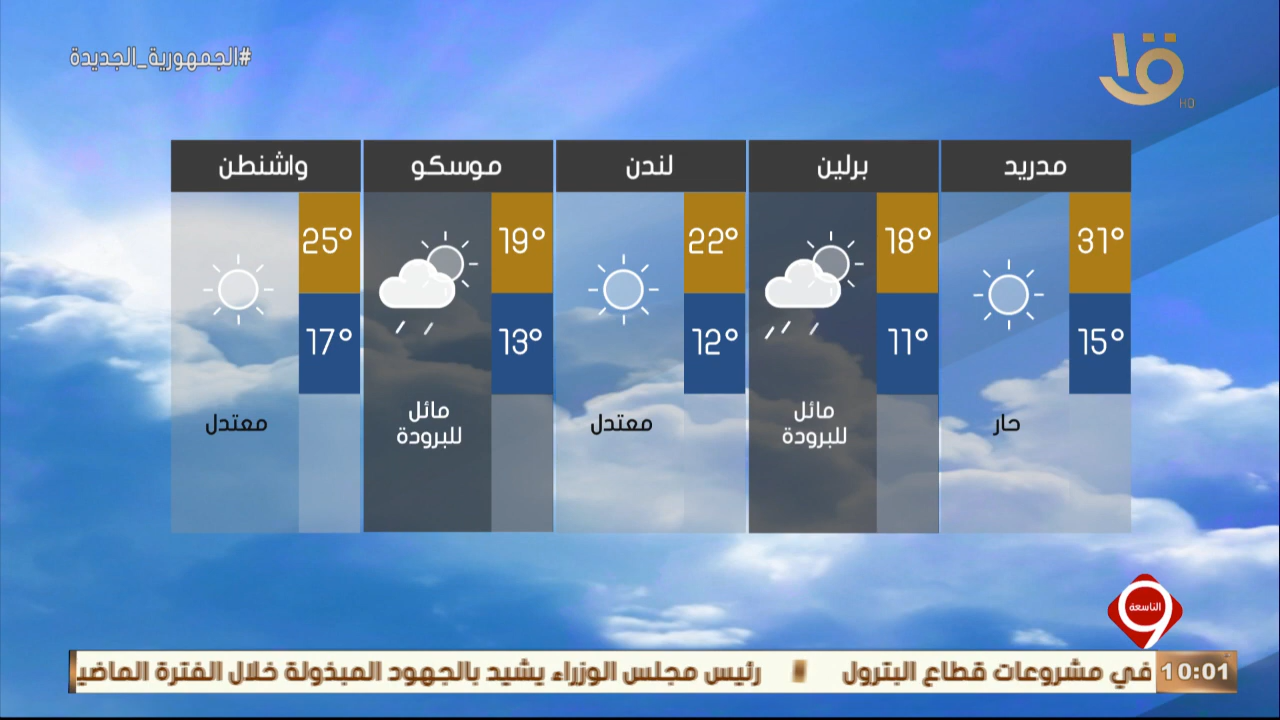 #الجمهورية_الجديدة
HD
مدريد
31°
15°
حار
برلين
18°
11°
مائل
للبرودة
لندن
22°
12°
معتدل
موسكو
19°
13°
مائل
للبرودة
واشنطن
25°
17°
معتدل
التاسعة
9
10:01
في مشروعات قطاع البترول
رئيس مجلس الوزراء يشيد بالجهود المبذولة خلال الفترة الماضي